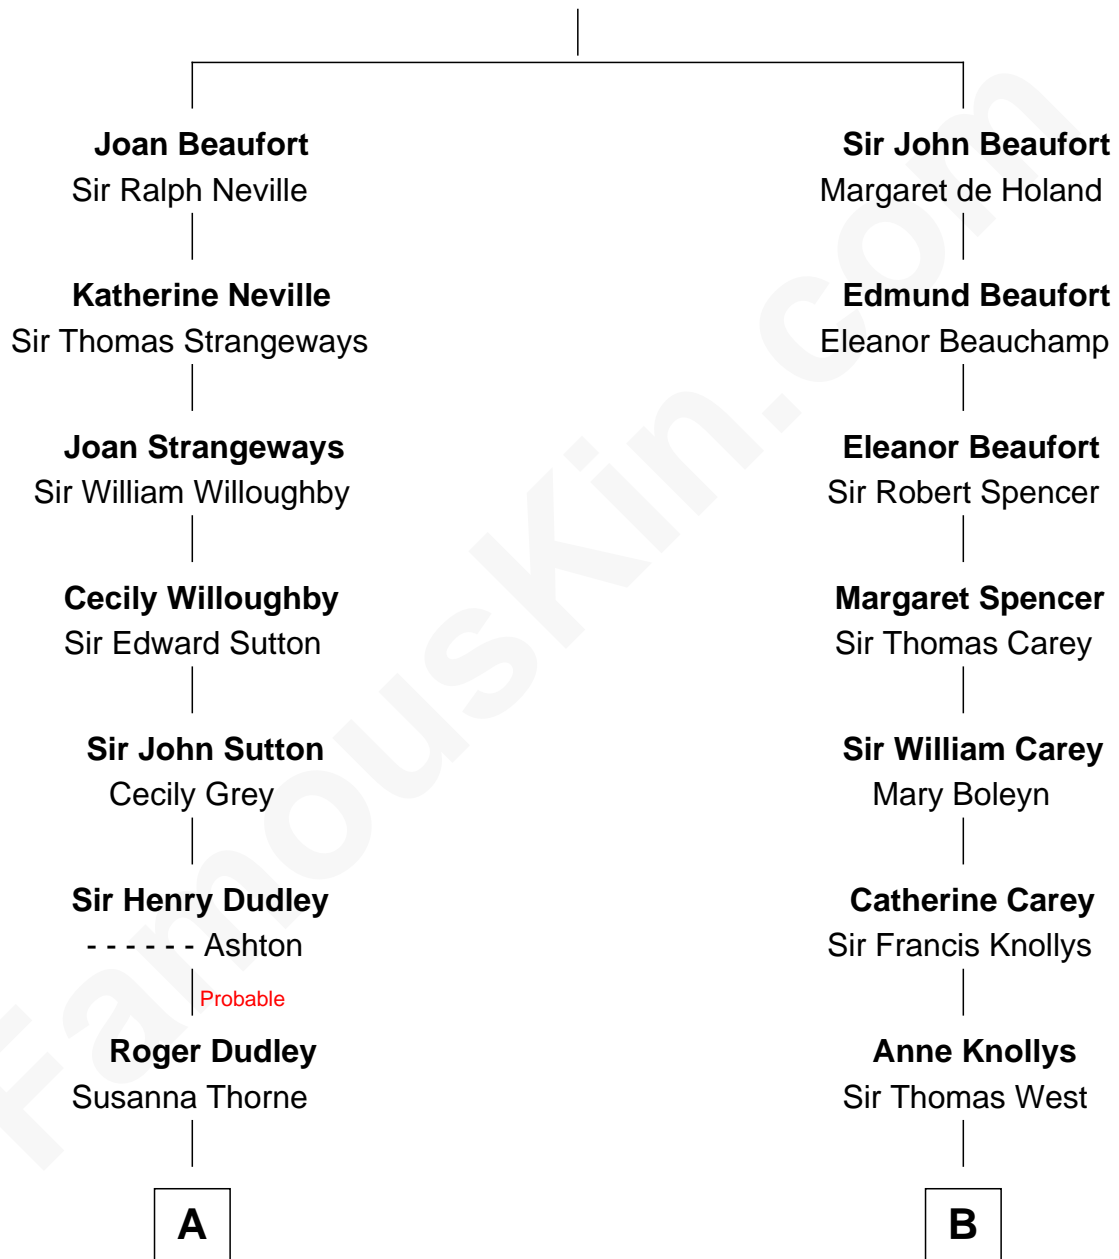 Joan Beaufort
Sir Ralph Neville
Sir John Beaufort
Margaret de Holand
Katherine Neville
Sir Thomas Strangeways
Edmund Beaufort
Eleanor Beauchamp
Joan Strangeways
Sir William Willoughby
Eleanor Beaufort
Sir Robert Spencer
Cecily Willoughby
Sir Edward Sutton
Margaret Spencer
Sir Thomas Carey
Sir John Sutton
Cecily Grey
Sir William Carey
Mary Boleyn
Sir Henry Dudley
- - - - - - Ashton
Catherine Carey
Sir Francis Knollys
Probable
Roger Dudley
Susanna Thorne
Anne Knollys
Sir Thomas West
A
B
FamousKin.com